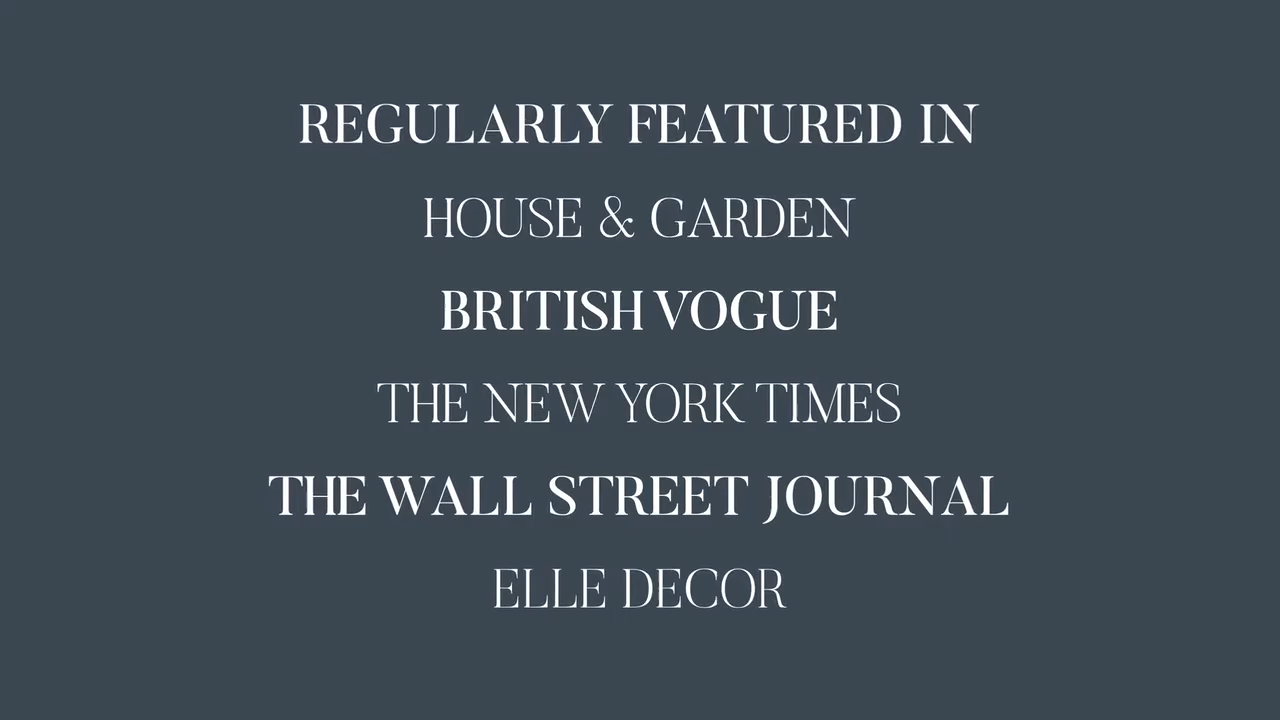 REGULARLY FEATURED IN
HOUSE & GARDEN
BRITISH VOGUE
THE NEW YORK TIMES
THE WALL STREET JOURNAL
ELLE DECOR